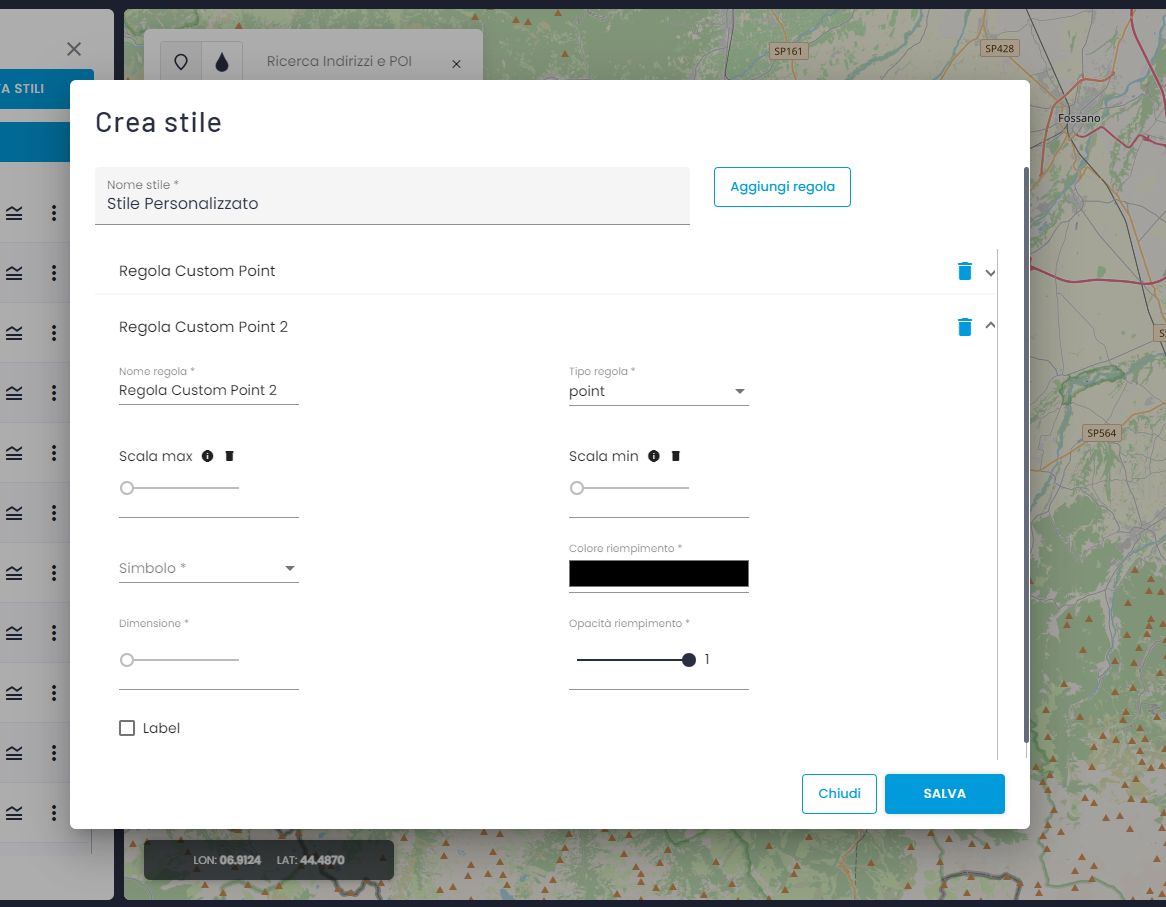 A STILI
Ricerca Indirizzi e POI
SP161
SP428
Fossano
Crea stile
Nome stile *
Stile Personalizzato
Aggiungi regola
Regola Custom Point
Regola Custom Point 2
Nome regola *
Regola Custom Point 2
Tipo regola *
point
SP564
Scala max
Scala min
Simbolo *
Colore riempimento *
Dimensione *
Opacità riempimento *
1
Label
Chiudi
SALVA
LON: 06.9124 LAT: 44.4870